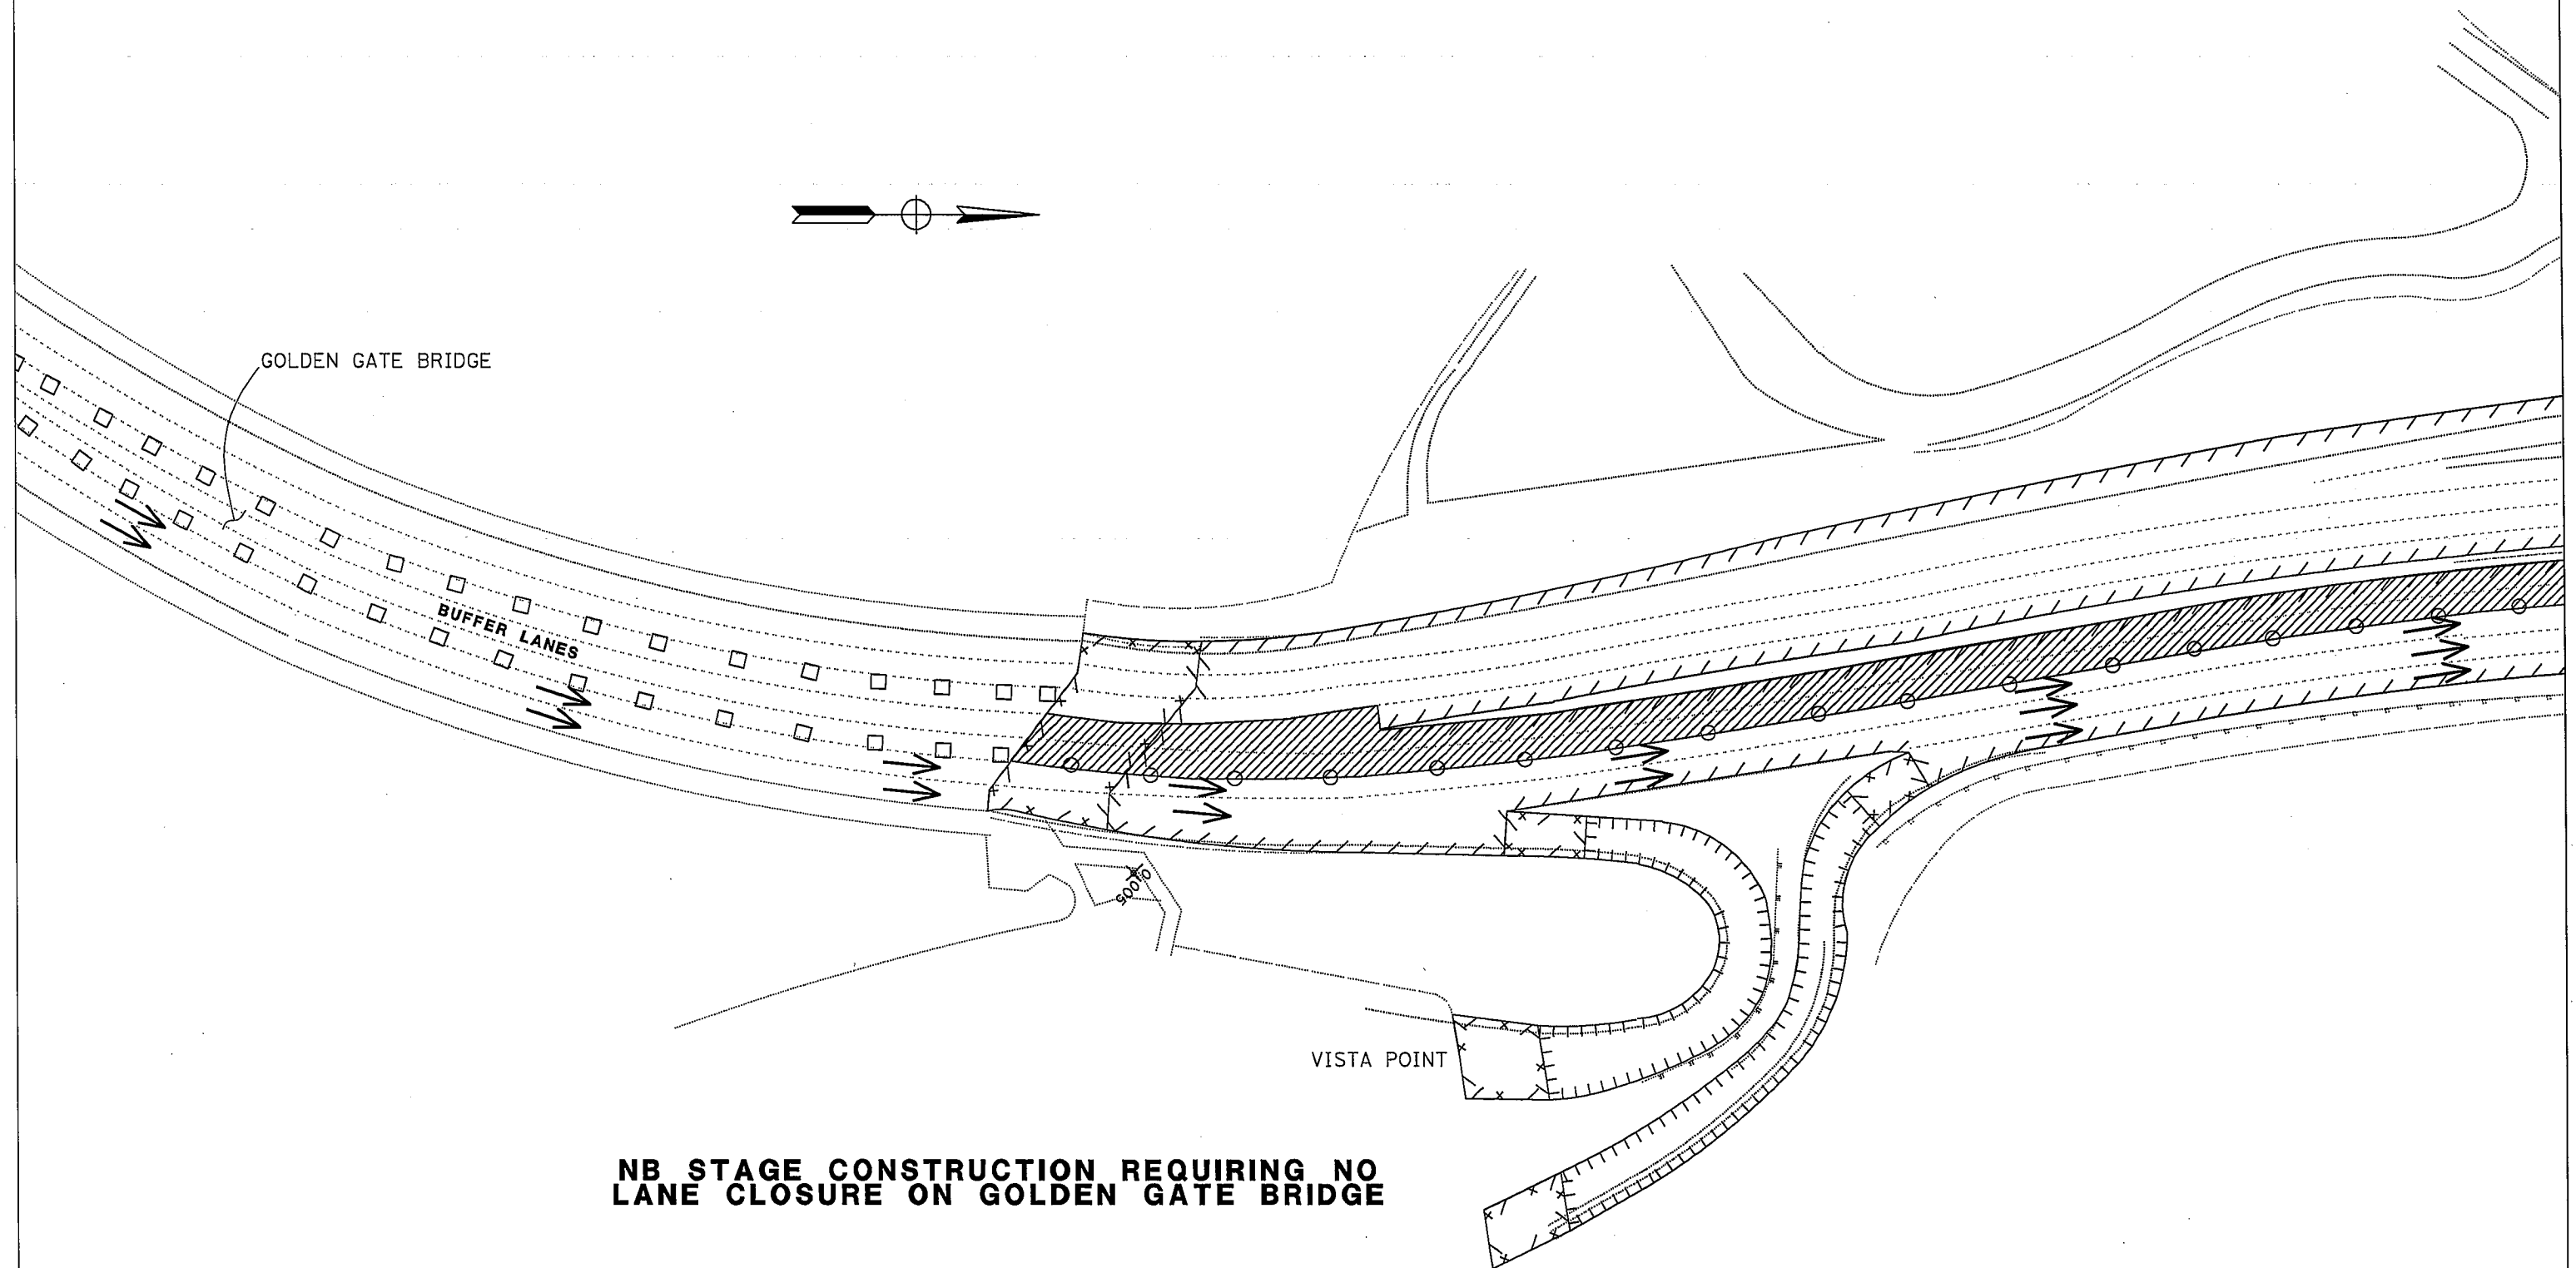 GOLDEN GATE BRIDGE
BUFFER LANES
VISTA POINT
NB STAGE CONSTRUCTION REQUIRING NO
LANE CLOSURE ON GOLDEN GATE BRIDGE